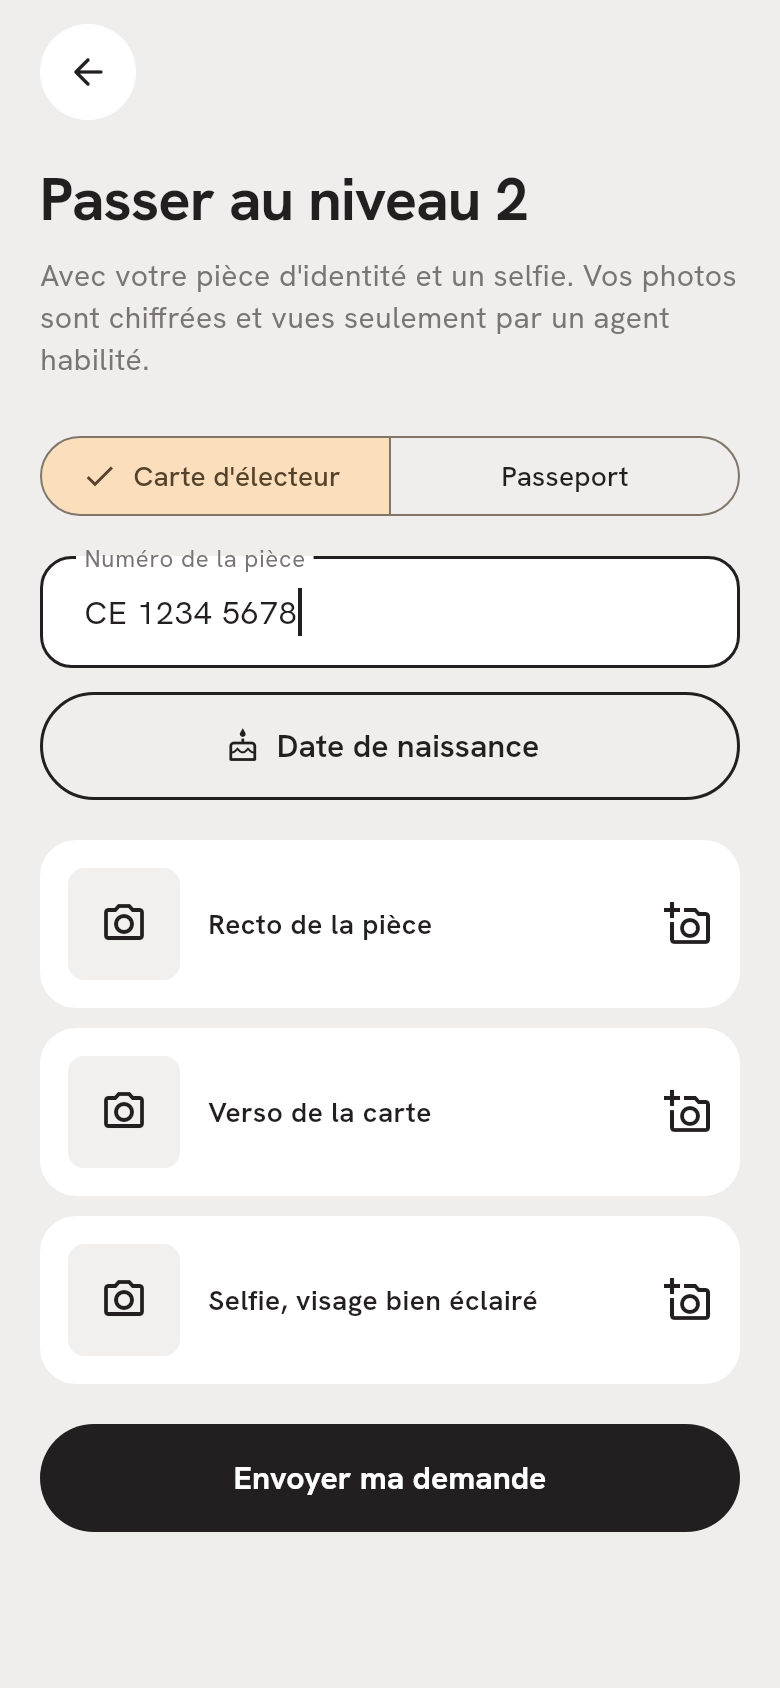 Passer au niveau 2
Avec votre pièce d'identité et un selfie. Vos photos
sont chiffrées et vues seulement par un agent
habilité.
Carte d'électeur
Passeport
Numéro de la pièce
CE 1234 5678
Date de naissance
Recto de la pièce
Verso de la carte
Selfie, visage bien éclairé
Envoyer ma demande